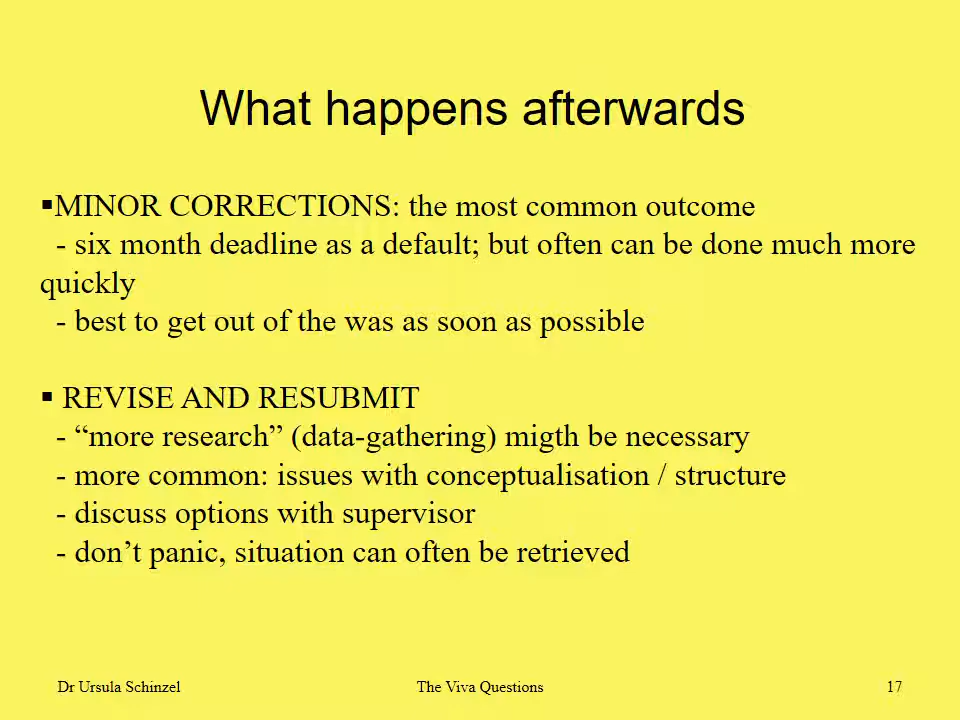 What happens afterwards
▪MINOR CORRECTIONS: the most common outcome
- six month deadline as a default; but often can be done much more
quickly
- best to get out of the was as soon as possible
▪ REVISE AND RESUBMIT
- “more research” (data-gathering) migth be necessary
- more common: issues with conceptualisation / structure
- discuss options with supervisor
- don’t panic, situation can often be retrieved
Dr Ursula Schinzel The Viva Questions 17